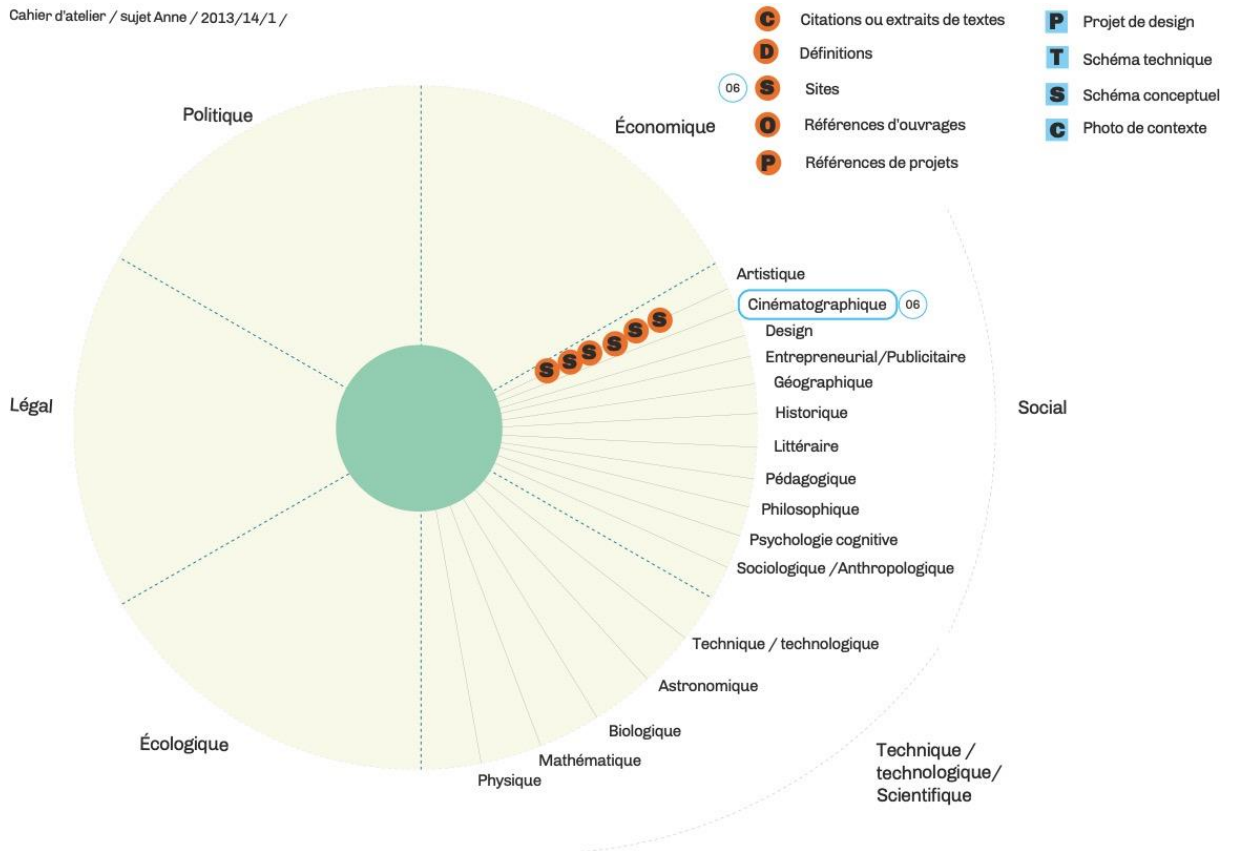 Cahier d'atelier / sujet Anne / 2013/14/1 /
C Citations ou extraits de textes
D Définitions
06 S Sites
O Références d'ouvrages
P Références de projets
P Projet de design
T Schéma technique
S Schéma conceptuel
C Photo de contexte
Politique
Économique
Légal
Écologique
Artistique
Cinématographique 06
Design
Entrepreneurial/Publicitaire
Géographique
Historique
Littéraire
Pédagogique
Philosophique
Psychologie cognitive
Sociologique /Anthropologique
Social
S S S S S S
Technique / technologique
Astronomique
Biologique
Mathématique
Physique
Technique /
technologique/
Scientifique